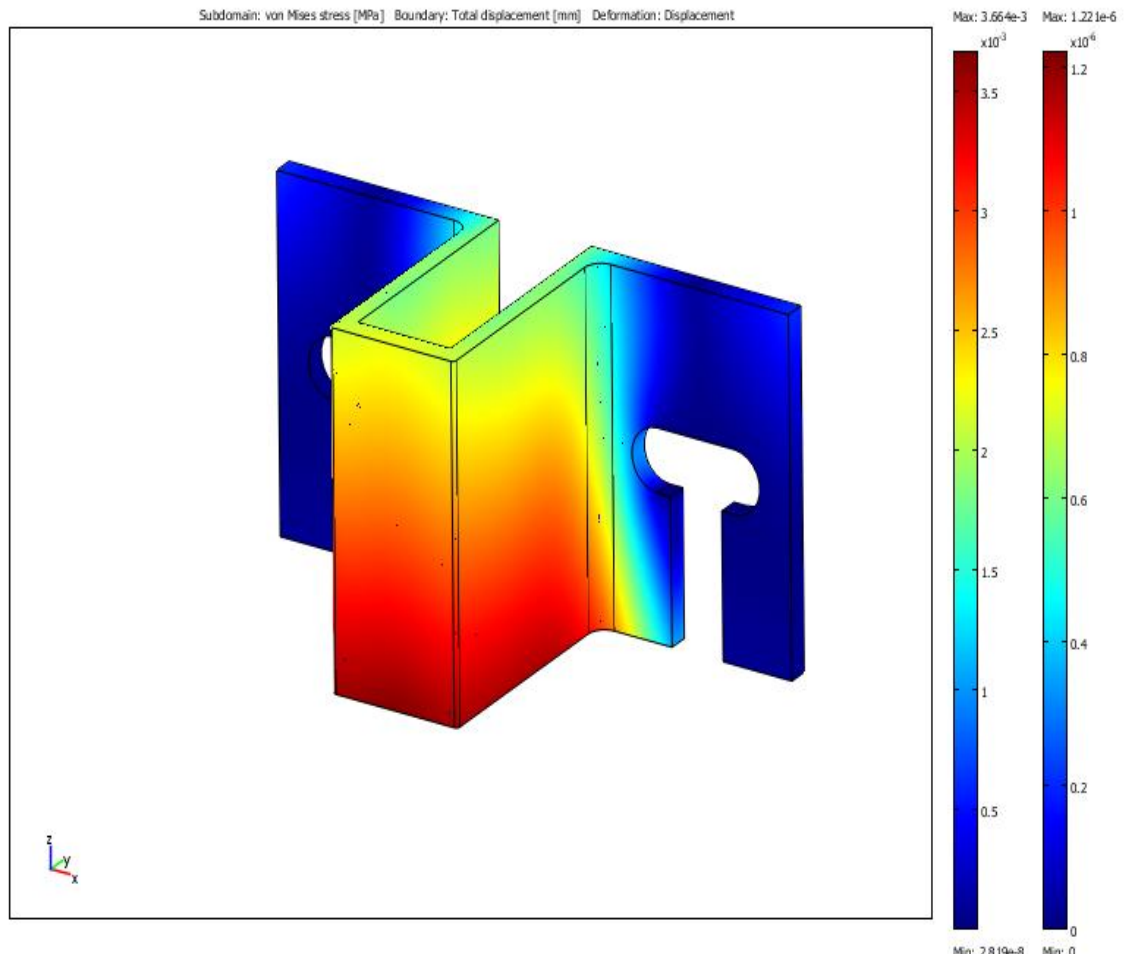 Subdomain: von Mises stress [MPa] Boundary: Total displacement [mm] Deformation: Displacement
Max: 3.664e-3 Max: 1.221e-6
x10-3 x10-6
3.5
3
2.5
2
1.5
1
0.5
1.2
1
0.8
0.6
0.4
0.2
0
z
y
x
Min: 2.819e-8 Min: 0